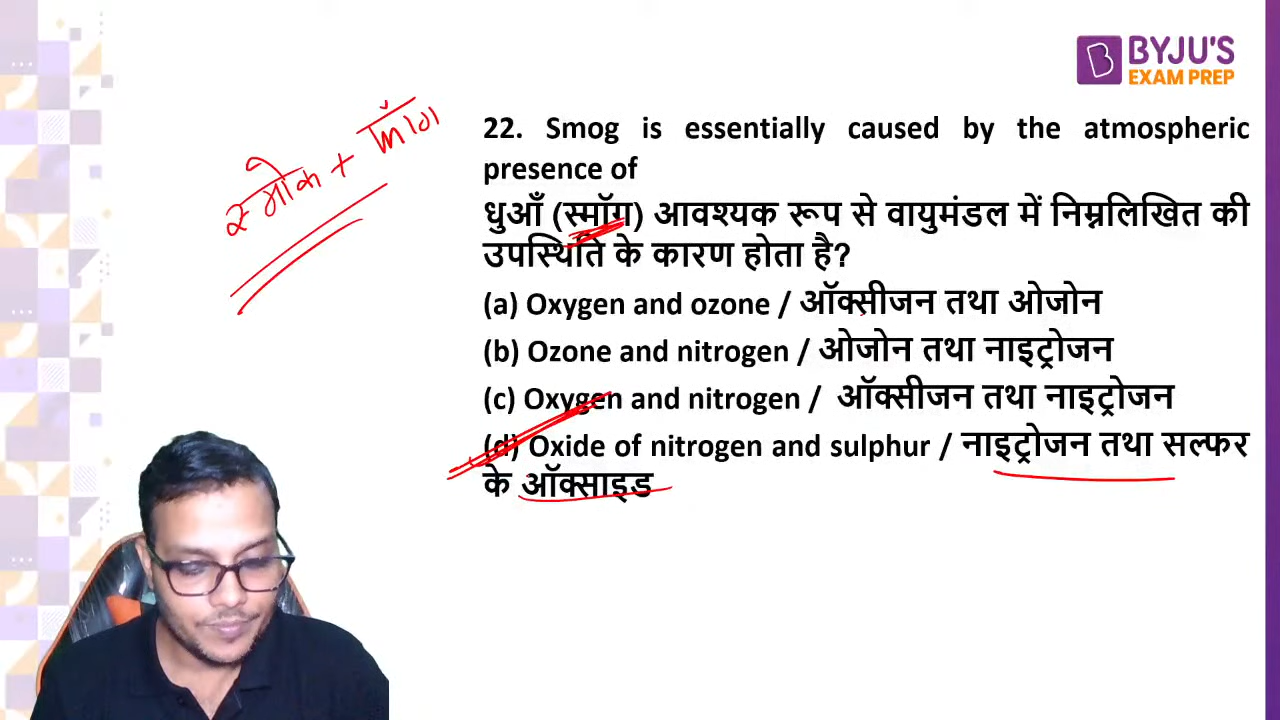 BYJU'S
EXAM PREP
स्मोक + फॉग
22. Smog is essentially caused by the atmospheric
presence of
धुआँ (स्मॉग) आवश्यक रूप से वायुमंडल में निम्नलिखित की
उपस्थिति के कारण होता है?
(a) Oxygen and ozone / ऑक्सीजन तथा ओजोन
(b) Ozone and nitrogen / ओजोन तथा नाइट्रोजन
(c) Oxygen and nitrogen / ऑक्सीजन तथा नाइट्रोजन
(d) Oxide of nitrogen and sulphur / नाइट्रोजन तथा सल्फर
के ऑक्साइड